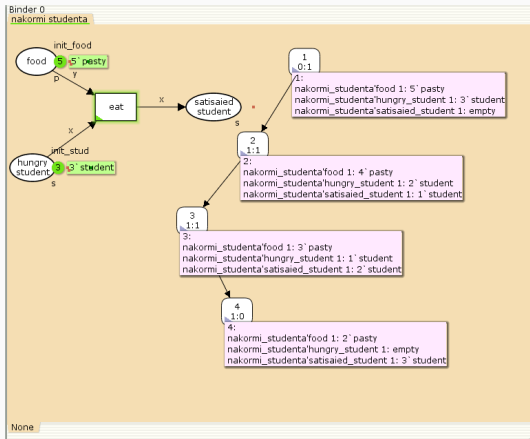 Binder 0
nakormi studenta
init_food
food
5
5`pasty
p
y
eat
x
satisaied
student
s
x
init_stud
hungry
student
3
3`student
s
1
0:1
1:
nakormi_studenta'food 1: 5`pasty
nakormi_studenta'hungry_student 1: 3`student
nakormi_studenta'satisaied_student 1: empty
2
1:1
2:
nakormi_studenta'food 1: 4`pasty
nakormi_studenta'hungry_student 1: 2`student
nakormi_studenta'satisaied_student 1: 1`student
3
1:1
3:
nakormi_studenta'food 1: 3`pasty
nakormi_studenta'hungry_student 1: 1`student
nakormi_studenta'satisaied_student 1: 2`student
4
1:0
4:
nakormi_studenta'food 1: 2`pasty
nakormi_studenta'hungry_student 1: empty
nakormi_studenta'satisaied_student 1: 3`student
None